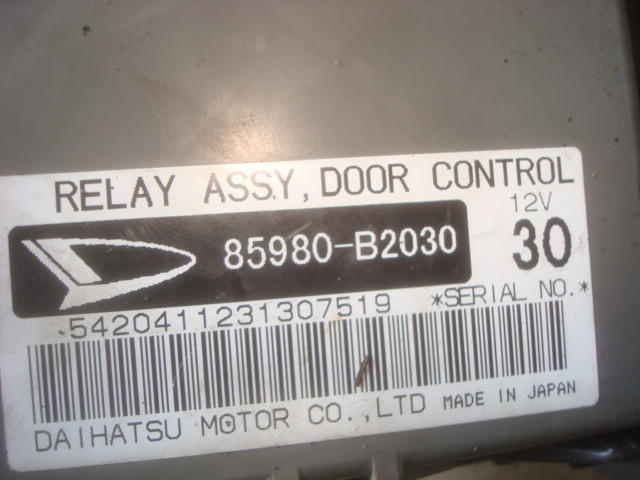 RELAY ASSY, DOOR CONTROL
12V
85980-B2030
30
5420411231307519 *SERIAL NO.*
DAIHATSU MOTOR CO.,LTD MADE IN JAPAN